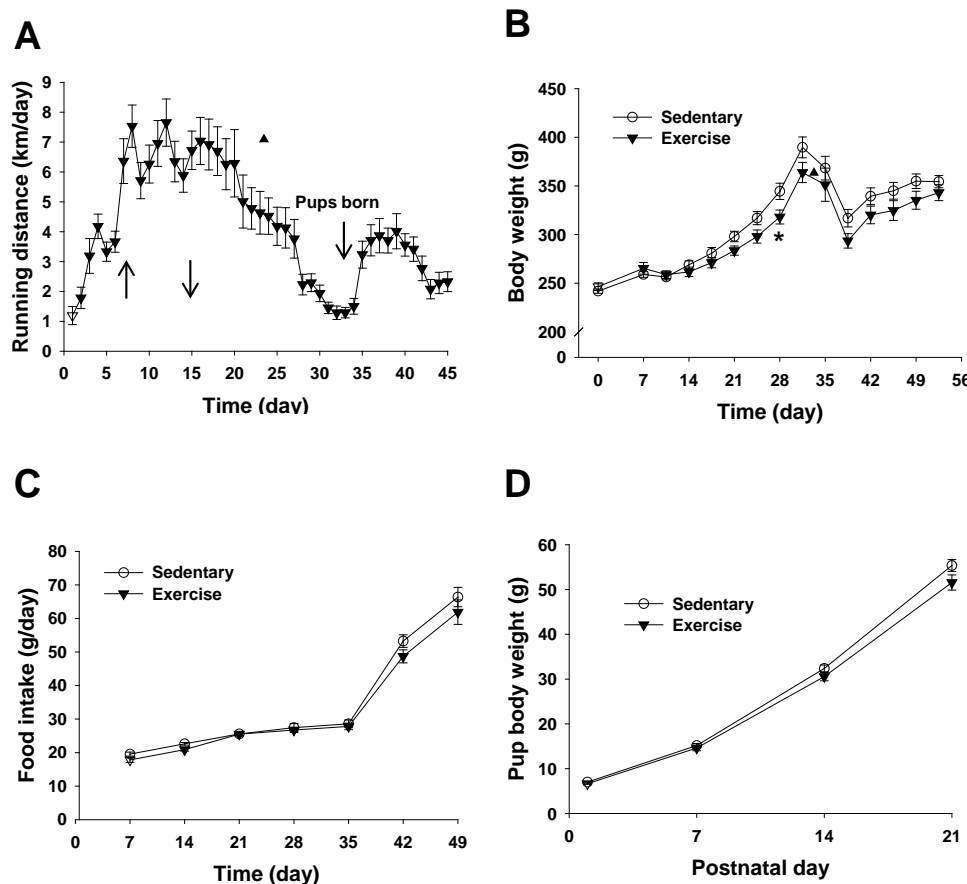 A
Running distance (km/day)
9
8
7
6
5
4
3
2
1
0
Pups born
0 5 10 15 20 25 30 35 40 45
Time (day)
B
Body weight (g)
450
400
350
300
250
200
0
Sedentary
Exercise
*
0 7 14 21 28 35 42 49 56
Time (day)
C
Food intake (g/day)
80
70
60
50
40
30
20
10
0
Sedentary
Exercise
7 14 21 28 35 42 49
Time (day)
D
Pup body weight (g)
60
50
40
30
20
10
0
Sedentary
Exercise
0 7 14 21
Postnatal day